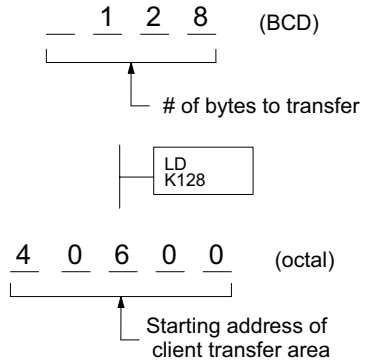 1 2 8 (BCD)
# of bytes to transfer
LD
K128
4 0 6 0 0 (octal)
Starting address of
client transfer area